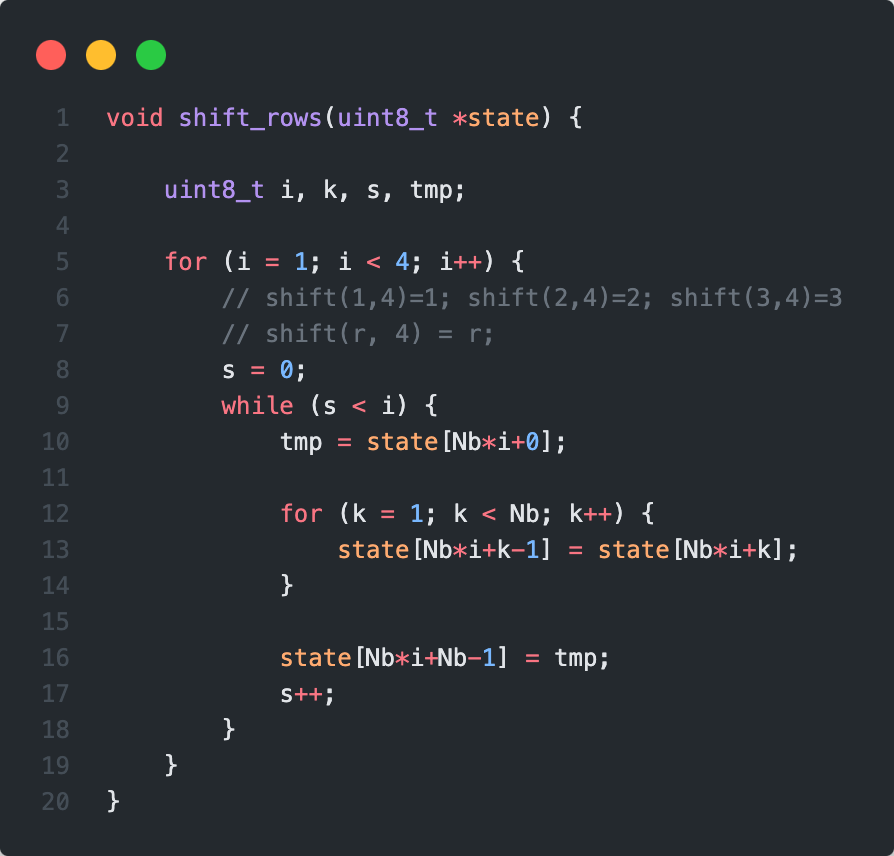 1 void shift_rows(uint8_t *state) {
2
3     uint8_t i, k, s, tmp;
4
5     for (i = 1; i < 4; i++) {
6         // shift(1,4)=1; shift(2,4)=2; shift(3,4)=3
7         // shift(r, 4) = r;
8         s = 0;
9         while (s < i) {
10             tmp = state[Nb*i+0];
11
12             for (k = 1; k < Nb; k++) {
13                 state[Nb*i+k-1] = state[Nb*i+k];
14             }
15
16             state[Nb*i+Nb-1] = tmp;
17             s++;
18         }
19     }
20 }